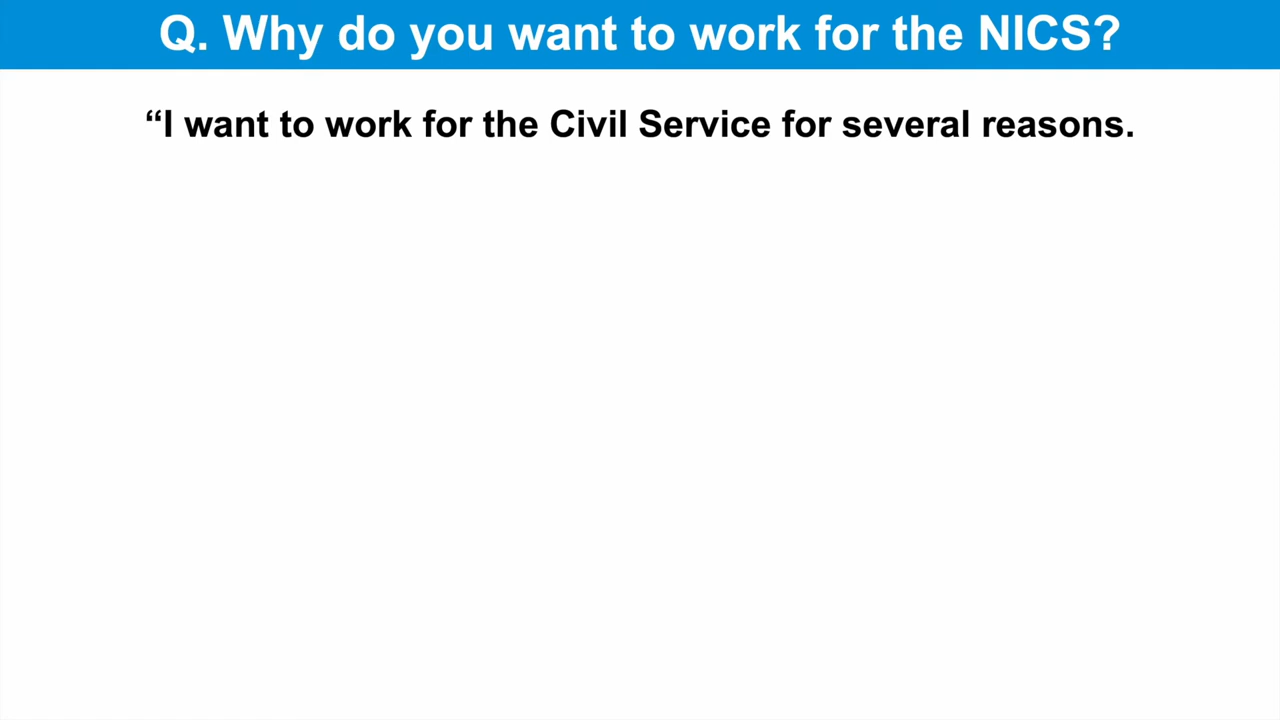 Q. Why do you want to work for the NICS?
“I want to work for the Civil Service for several reasons.